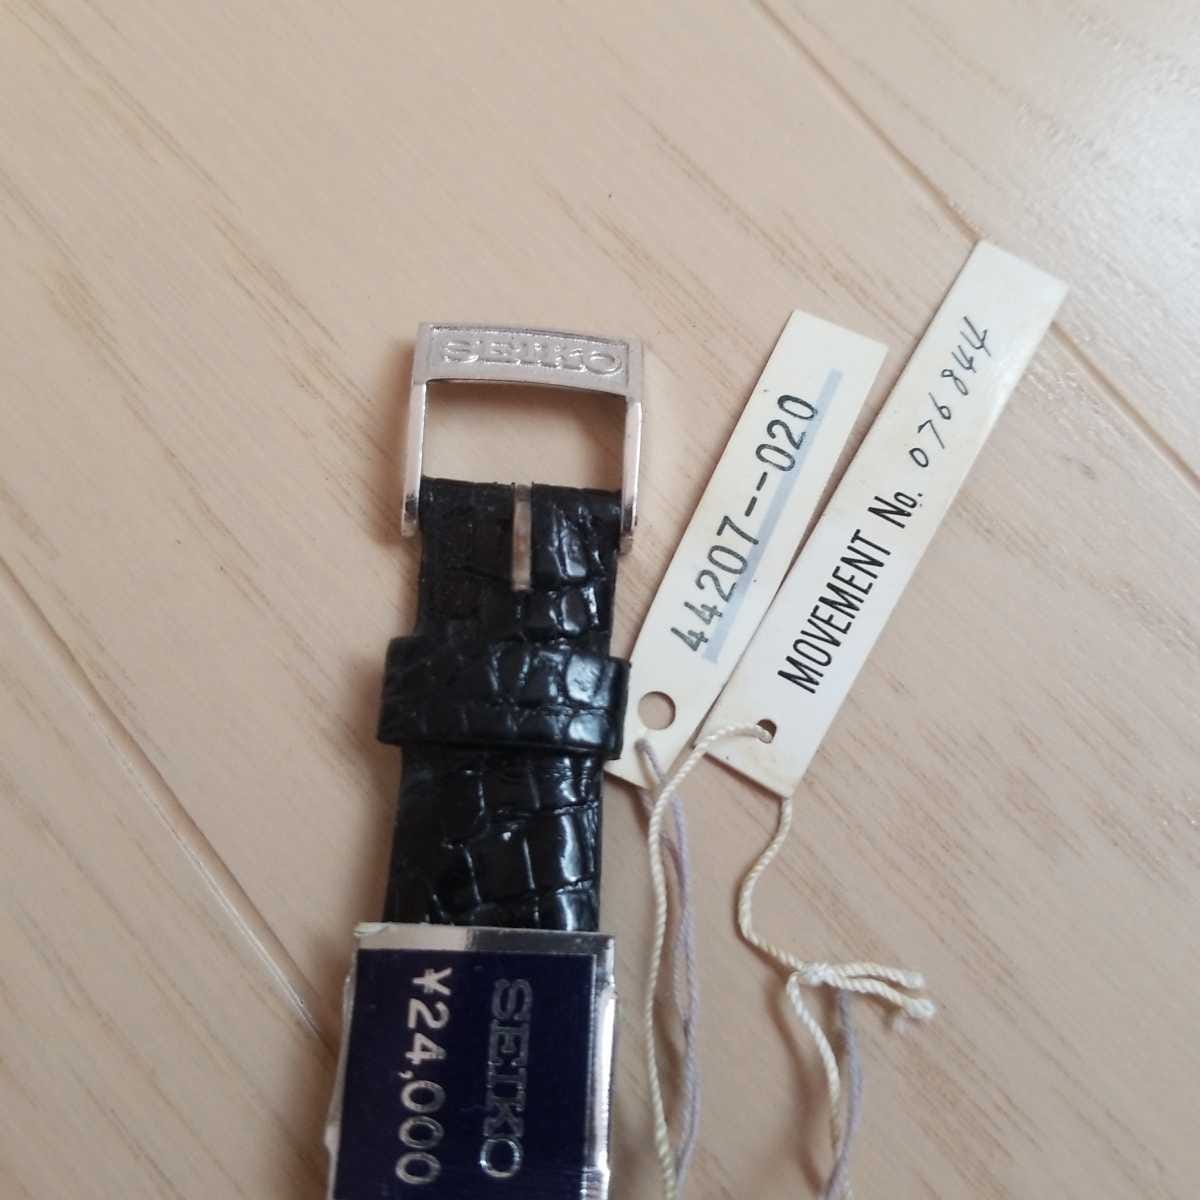 SEIKO
44207--020
MOVEMENT No. 076844
SEIKO
¥24,000